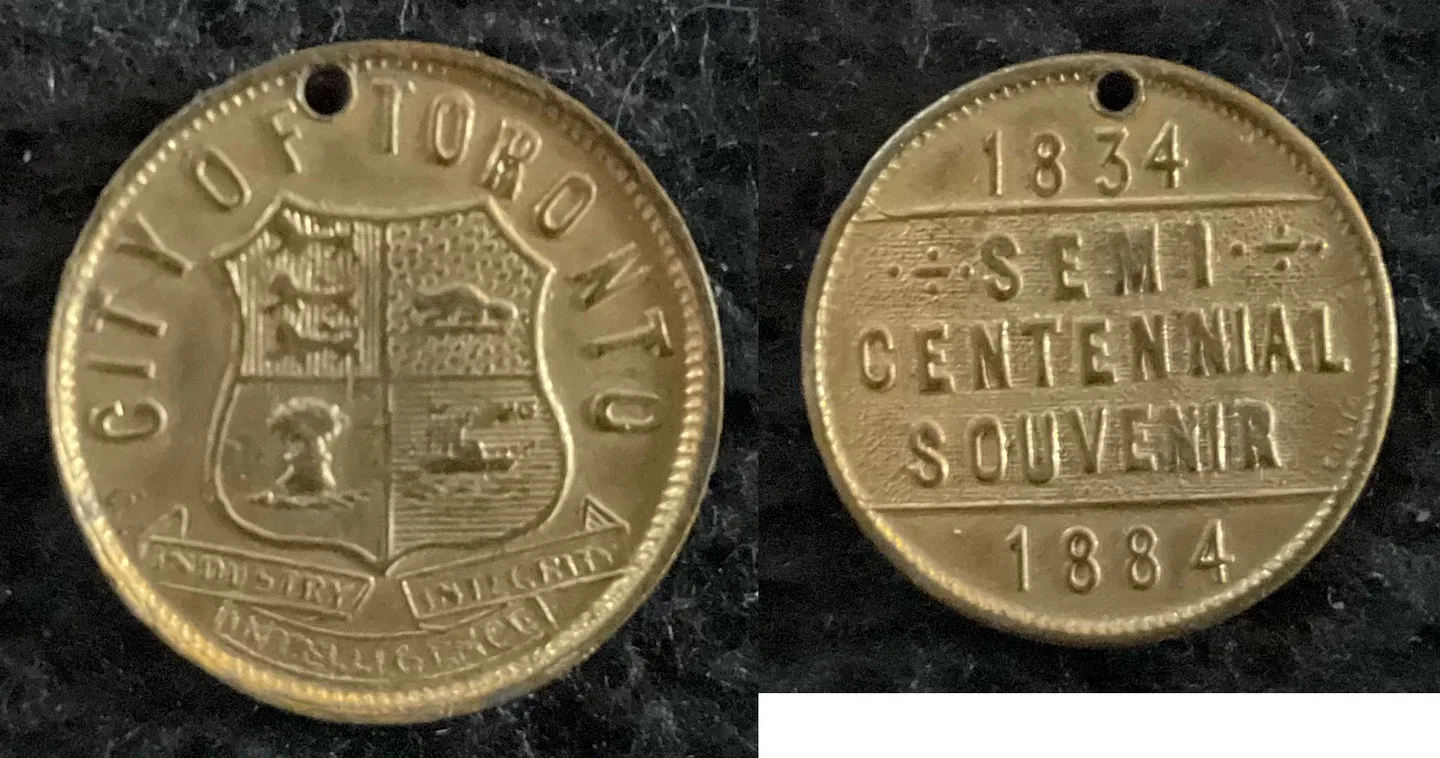 CITY OF TORONTO
INDUSTRY INTEGRITY
INTELLIGENCE
1834
SEMI
CENTENNIAL
SOUVENIR
1884